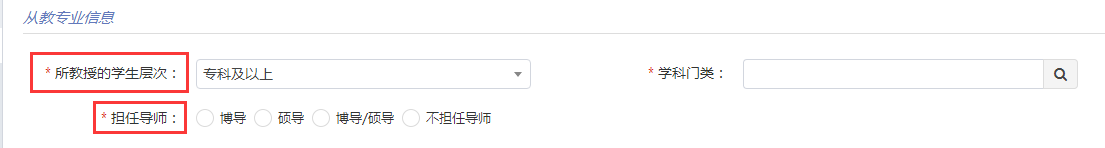 从教专业信息
* 所教授的学生层次： 专科及以上 * 学科门类：
* 担任导师： 博导 硕导 博导/硕导 不担任导师